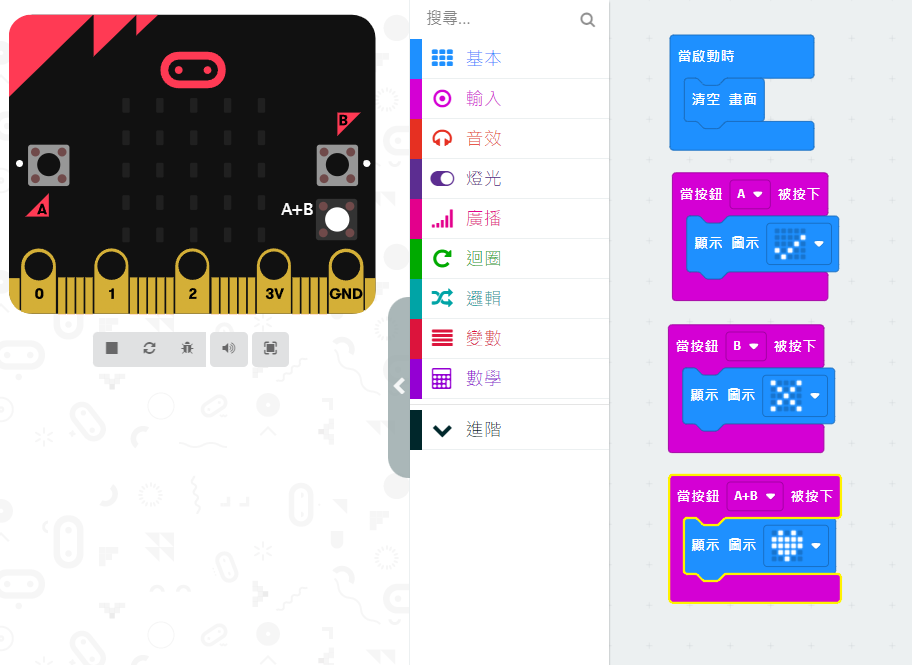 搜尋...
B
A
A+B
0 1 2 3V GND
基本
輸入
音效
燈光
廣播
迴圈
邏輯
變數
數學
進階
當啟動時
清空 畫面
當按鈕 A 被按下
顯示 圖示
當按鈕 B 被按下
顯示 圖示
當按鈕 A+B 被按下
顯示 圖示